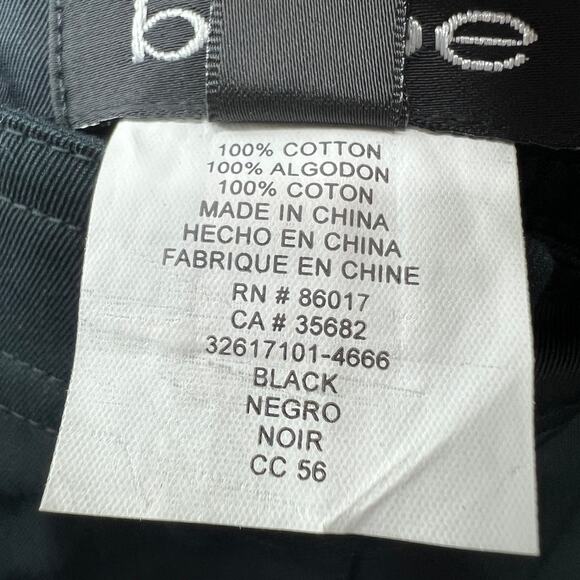 b be
100% COTTON
100% ALGODON
100% COTON
MADE IN CHINA
HECHO EN CHINA
FABRIQUE EN CHINE
RN # 86017
CA # 35682
32617101-4666
BLACK
NEGRO
NOIR
CC 56